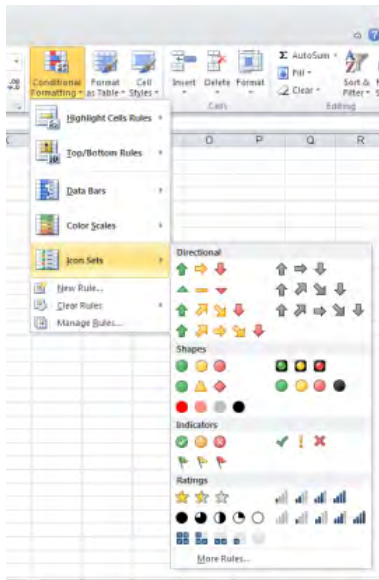 Σ AutoSum
Fill
Clear
Conditional Formatting
Format as Table
Cell Styles
Insert
Delete
Format
Sort &
Filter
Cells
Editing
O P Q R
Highlight Cells Rules
Top/Bottom Rules
Data Bars
Color Scales
Icon Sets
New Rule...
Clear Rules
Manage Rules...
Directional
Shapes
Indicators
Ratings
More Rules...